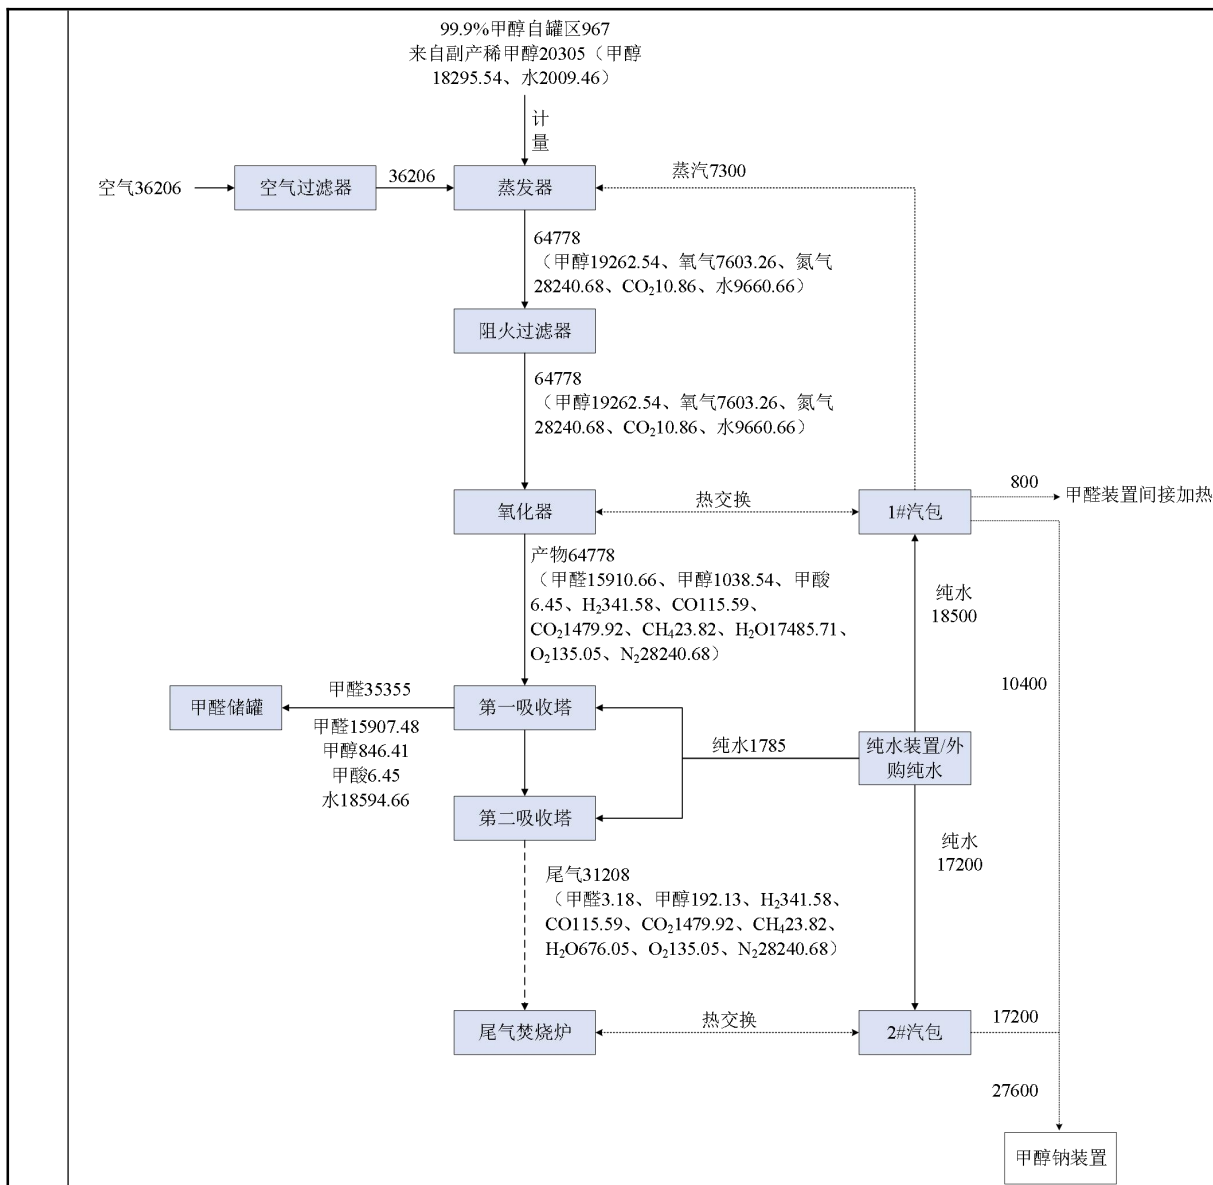 99.9%甲醇自罐区967
来自副产稀甲醇20305（甲醇
18295.54、水2009.46）
计
量
蒸汽7300
空气36206
空气过滤器
36206
蒸发器
64778
（甲醇19262.54、氧气7603.26、氮气
28240.68、CO₂10.86、水9660.66）
阻火过滤器
64778
（甲醇19262.54、氧气7603.26、氮气
28240.68、CO₂10.86、水9660.66）
氧化器
热交换
1#汽包
800
甲醛装置间接加热
产物64778
（甲醛15910.66、甲醇1038.54、甲酸
6.45、H₂341.58、CO115.59、
CO₂1479.92、CH₄23.82、H₂O17485.71、
O₂135.05、N₂28240.68）
纯水
18500
10400
甲醛储罐
甲醛35355
第一吸收塔
甲醛15907.48
甲醇846.41
甲酸6.45
水18594.66
纯水1785
纯水装置/外
购纯水
第二吸收塔
纯水
17200
尾气31208
（甲醛3.18、甲醇192.13、H₂341.58、
CO115.59、CO₂1479.92、CH₄23.82、
H₂O676.05、O₂135.05、N₂28240.68）
尾气焚烧炉
热交换
2#汽包
17200
27600
甲醇钠装置